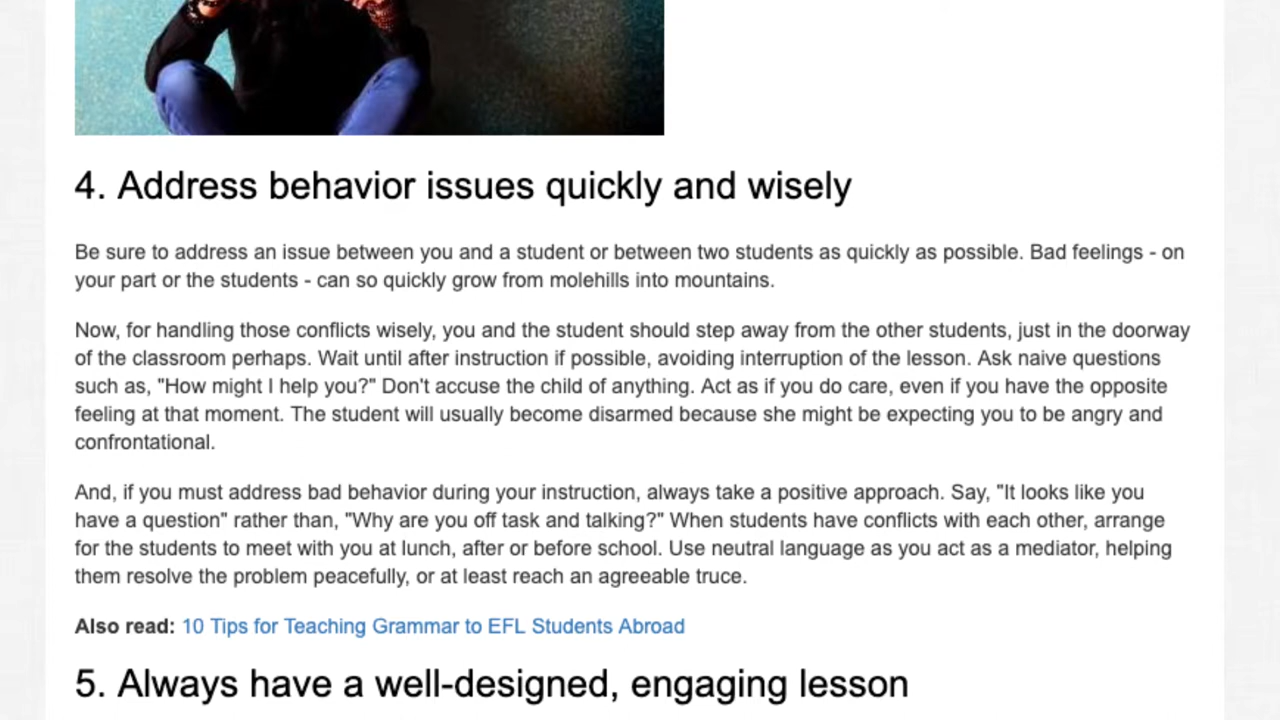 4. Address behavior issues quickly and wisely
Be sure to address an issue between you and a student or between two students as quickly as possible. Bad feelings - on
your part or the students - can so quickly grow from molehills into mountains.
Now, for handling those conflicts wisely, you and the student should step away from the other students, just in the doorway
of the classroom perhaps. Wait until after instruction if possible, avoiding interruption of the lesson. Ask naive questions
such as, "How might I help you?" Don't accuse the child of anything. Act as if you do care, even if you have the opposite
feeling at that moment. The student will usually become disarmed because she might be expecting you to be angry and
confrontational.
And, if you must address bad behavior during your instruction, always take a positive approach. Say, "It looks like you
have a question" rather than, "Why are you off task and talking?" When students have conflicts with each other, arrange
for the students to meet with you at lunch, after or before school. Use neutral language as you act as a mediator, helping
them resolve the problem peacefully, or at least reach an agreeable truce.
Also read: 10 Tips for Teaching Grammar to EFL Students Abroad
5. Always have a well-designed, engaging lesson